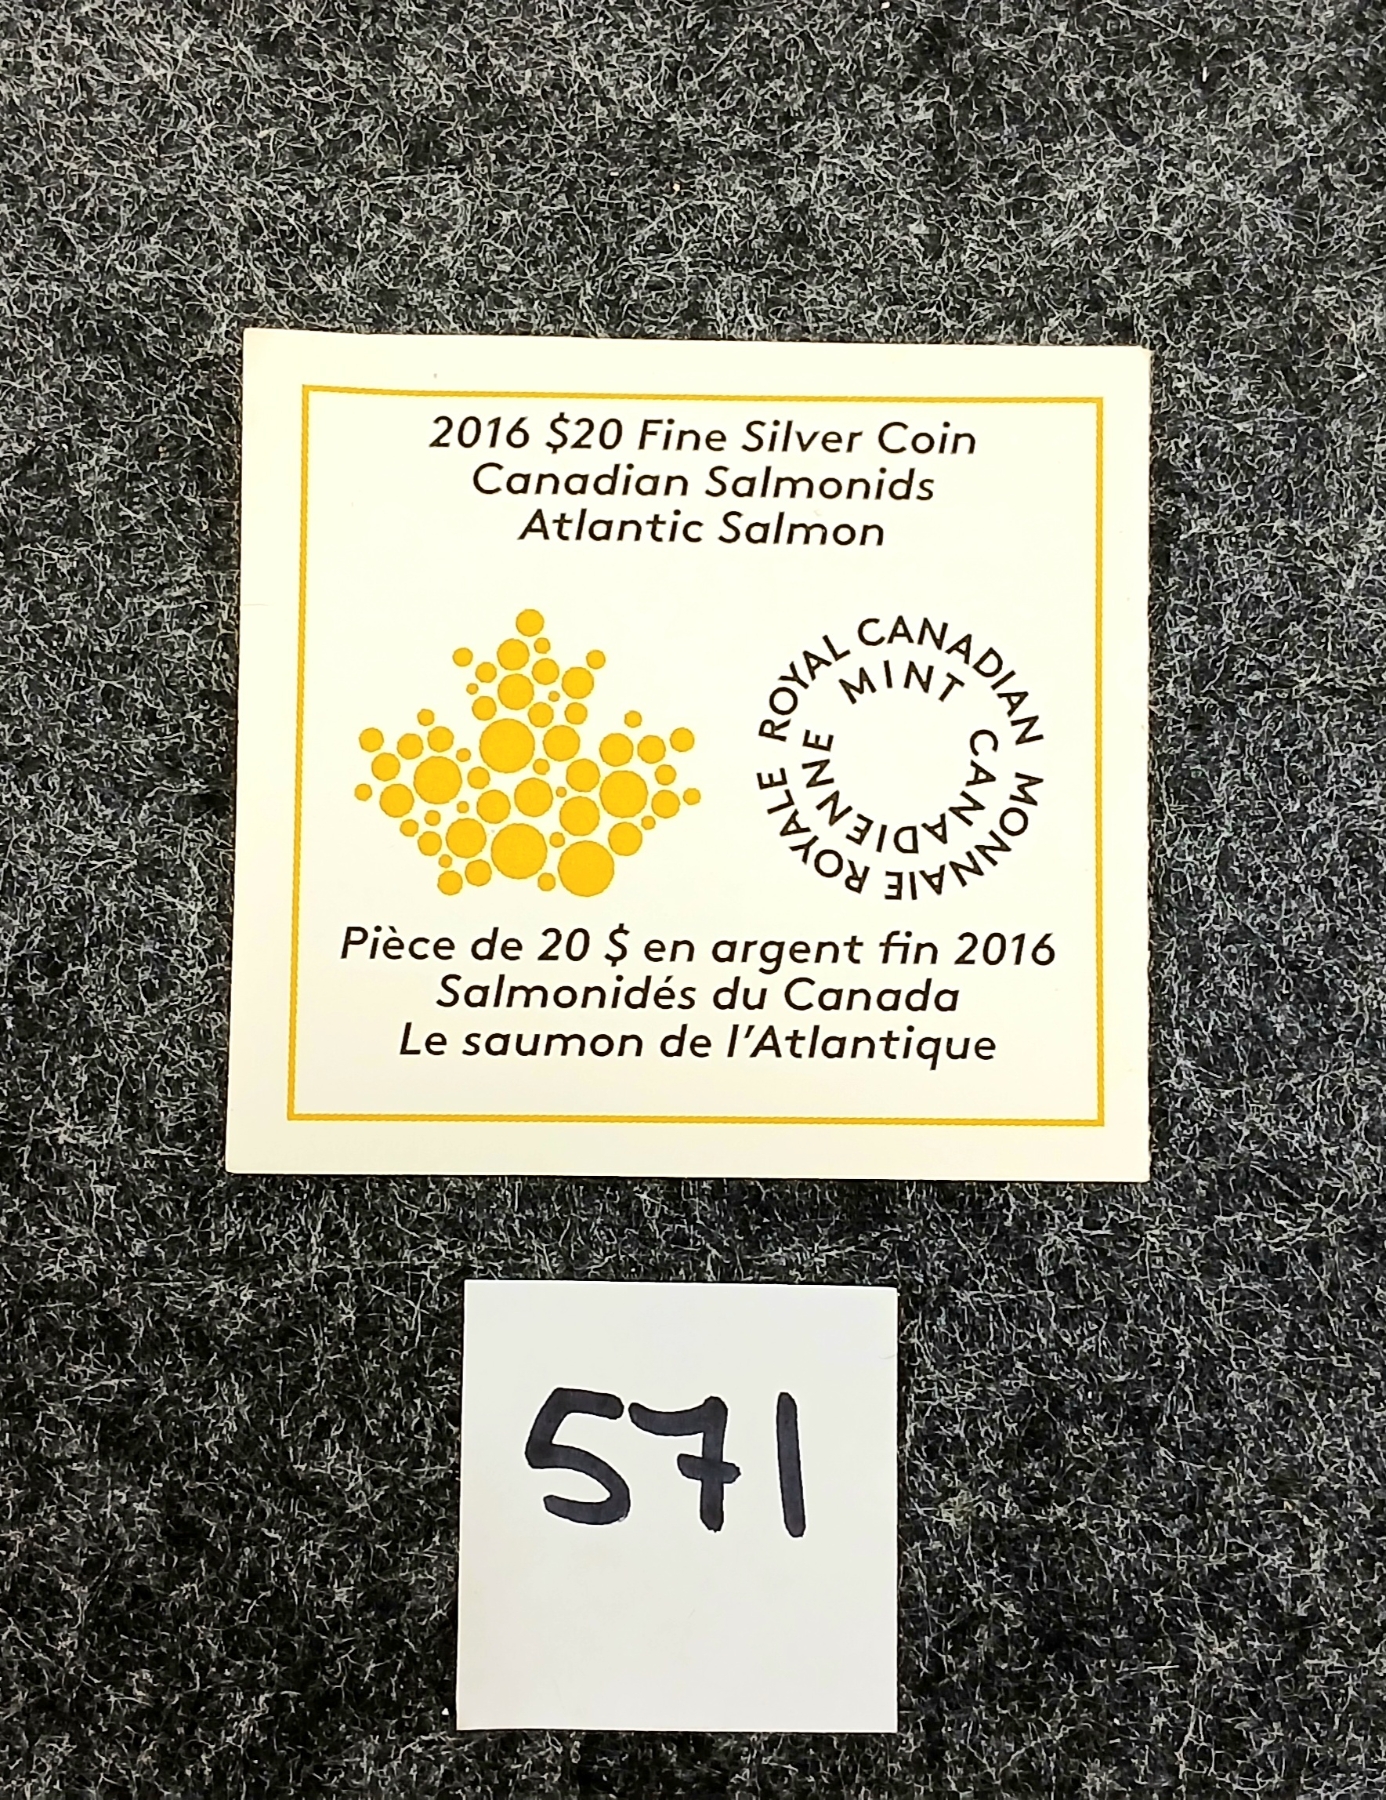 2016 $20 Fine Silver Coin
Canadian Salmonids
Atlantic Salmon
ROYAL CANADIAN MINT
MONNAIE ROYALE CANADIENNE
Pièce de 20 $ en argent fin 2016
Salmonidés du Canada
Le saumon de l'Atlantique
571